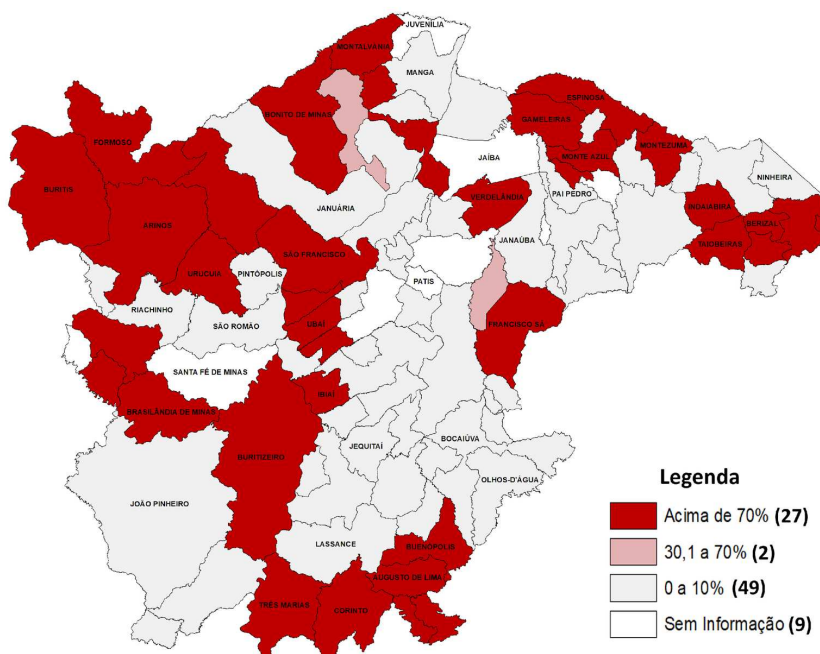 JUVENÍLIA
MONTALVÂNIA
MANGA
BONITO DE MINAS
ESPINOSA
GAMELEIRAS
FORMOSO
MONTEZUMA
JAÍBA
MONTE AZUL
NINHEIRA
PAI PEDRO
VERDELÂNDIA
BURITIS
JANUÁRIA
INDAIABIRA
ARINOS
BERIZAL
JANAÚBA
TAIOBEIRAS
SÃO FRANCISCO
URUCUIA
PINTÓPOLIS
PATIS
RIACHINHO
SÃO ROMÃO
UBAÍ
FRANCISCO SÁ
SANTA FÉ DE MINAS
IBIAÍ
BRASILÂNDIA DE MINAS
BOCAIÚVA
JEQUITAÍ
BURITIZEIRO
OLHOS-D'ÁGUA
JOÃO PINHEIRO
LASSANCE
BUENÓPOLIS
AUGUSTO DE LIMA
TRÊS MARIAS
CORINTO
Legenda
Acima de 70% (27)
30,1 a 70% (2)
0 a 10% (49)
Sem Informação (9)